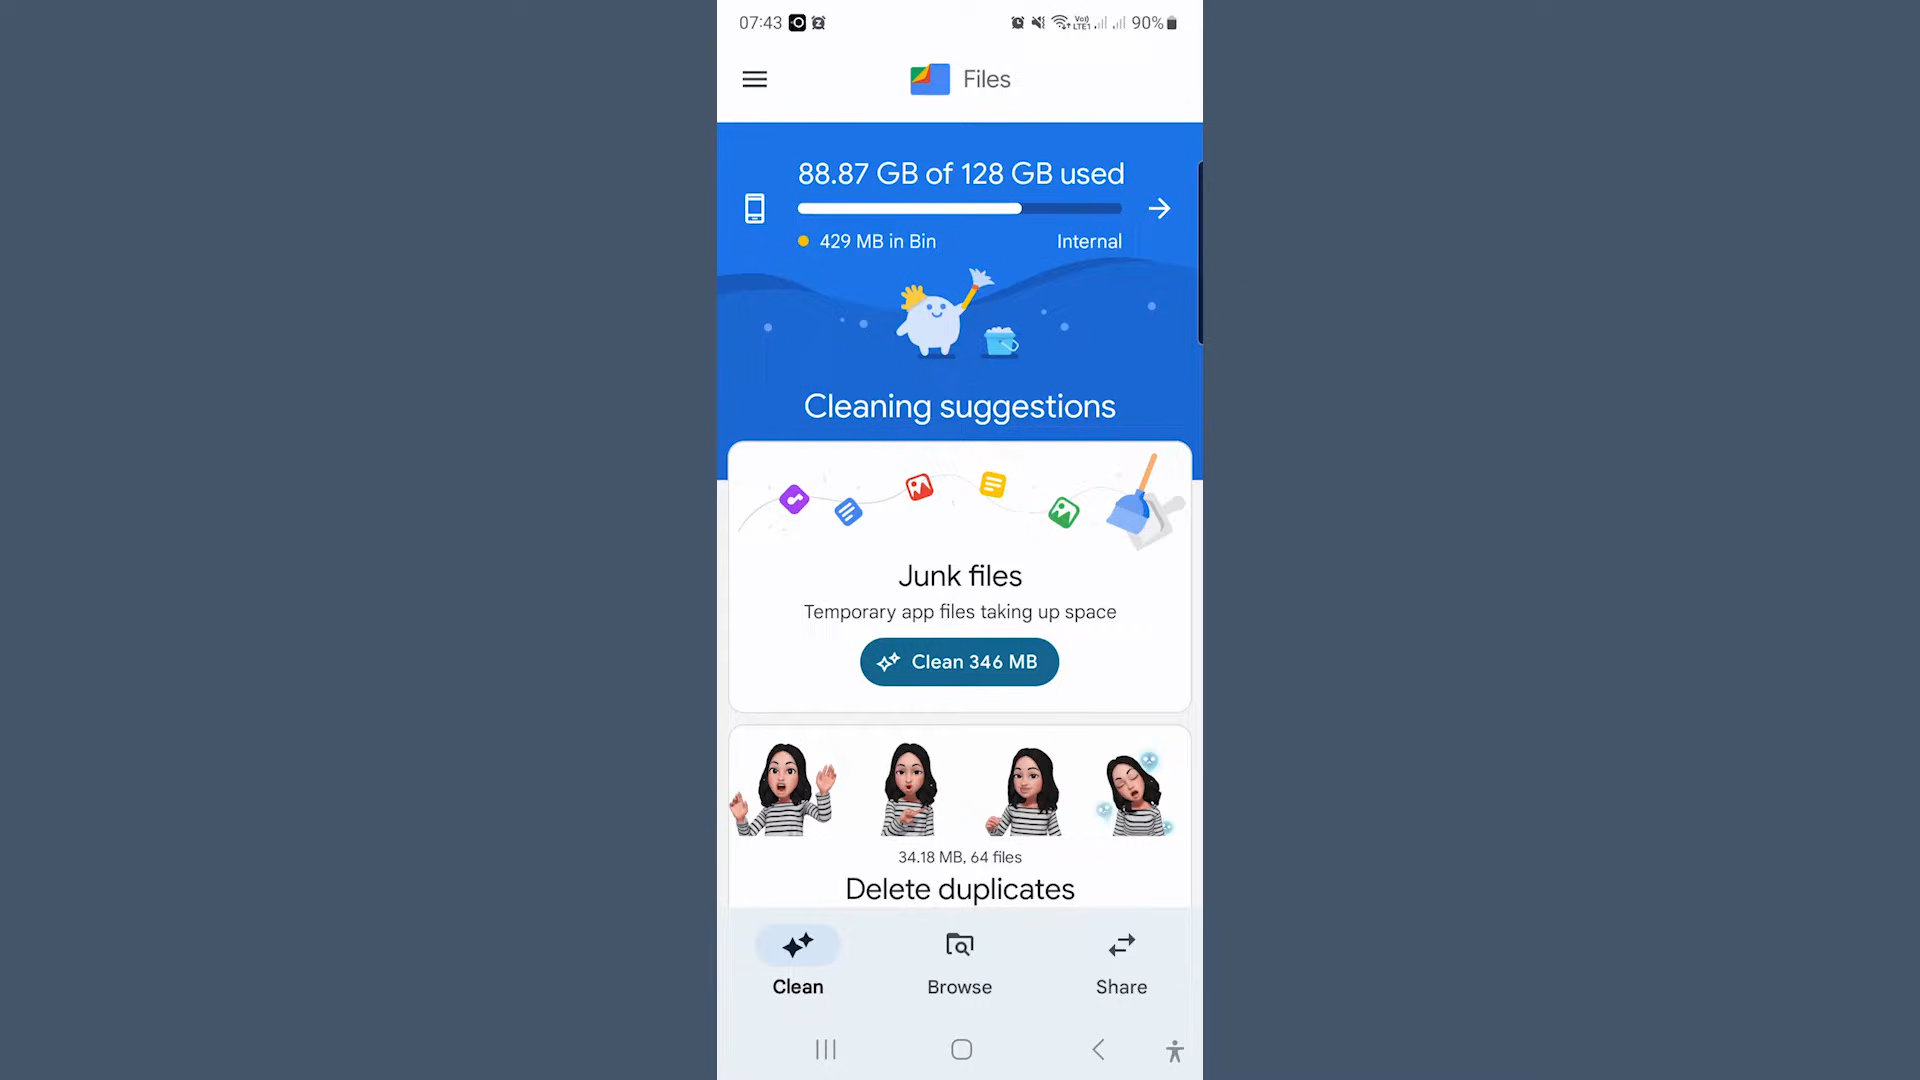 07:43
Vo)) LTE1 90%
Files
88.87 GB of 128 GB used
429 MB in Bin Internal
Cleaning suggestions
Junk files
Temporary app files taking up space
Clean 346 MB
34.18 MB, 64 files
Delete duplicates
Clean Browse Share